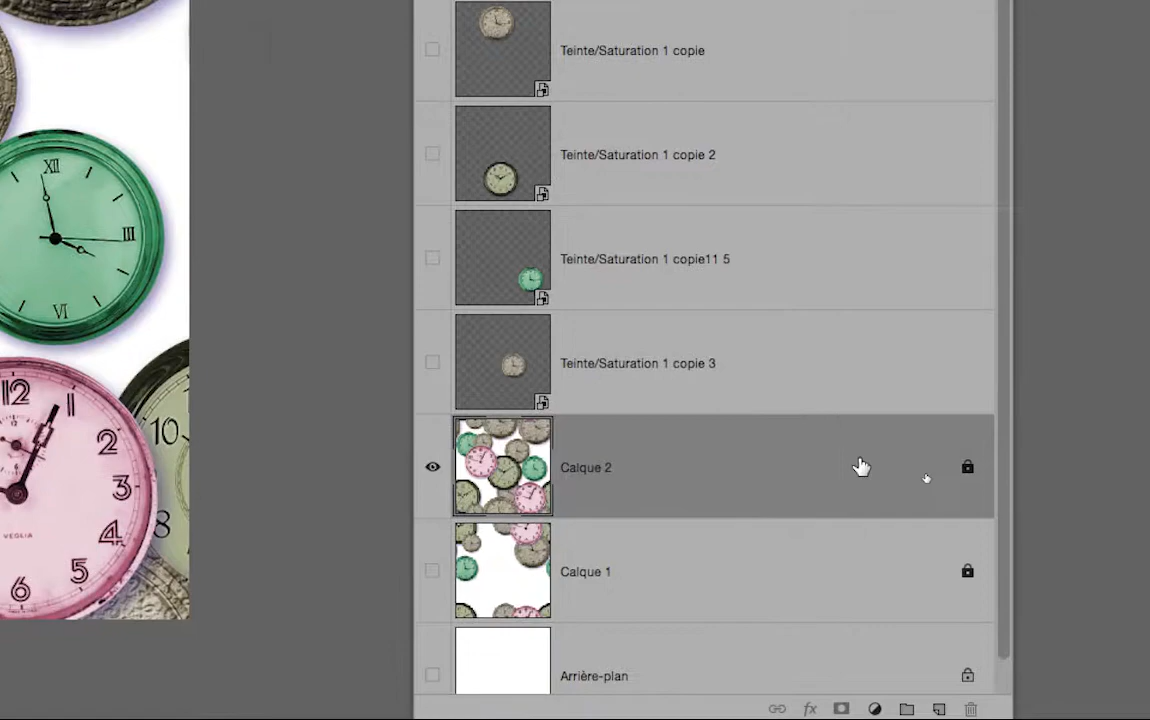 Teinte/Saturation 1 copie
Teinte/Saturation 1 copie 2
Teinte/Saturation 1 copie11 5
Teinte/Saturation 1 copie 3
Calque 2
Calque 1
Arrière-plan
fx
XII
III
VI
12
1
2
3
4
5
6
VEGLIA
10
8